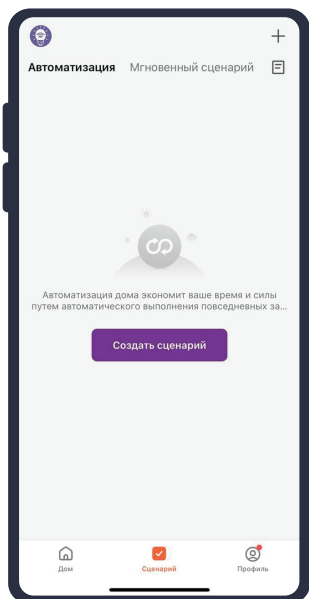 Автоматизация Мгновенный сценарий
Автоматизация дома экономит ваше время и силы
путем автоматического выполнения повседневных за...
Создать сценарий
Дом Сценарий Профиль